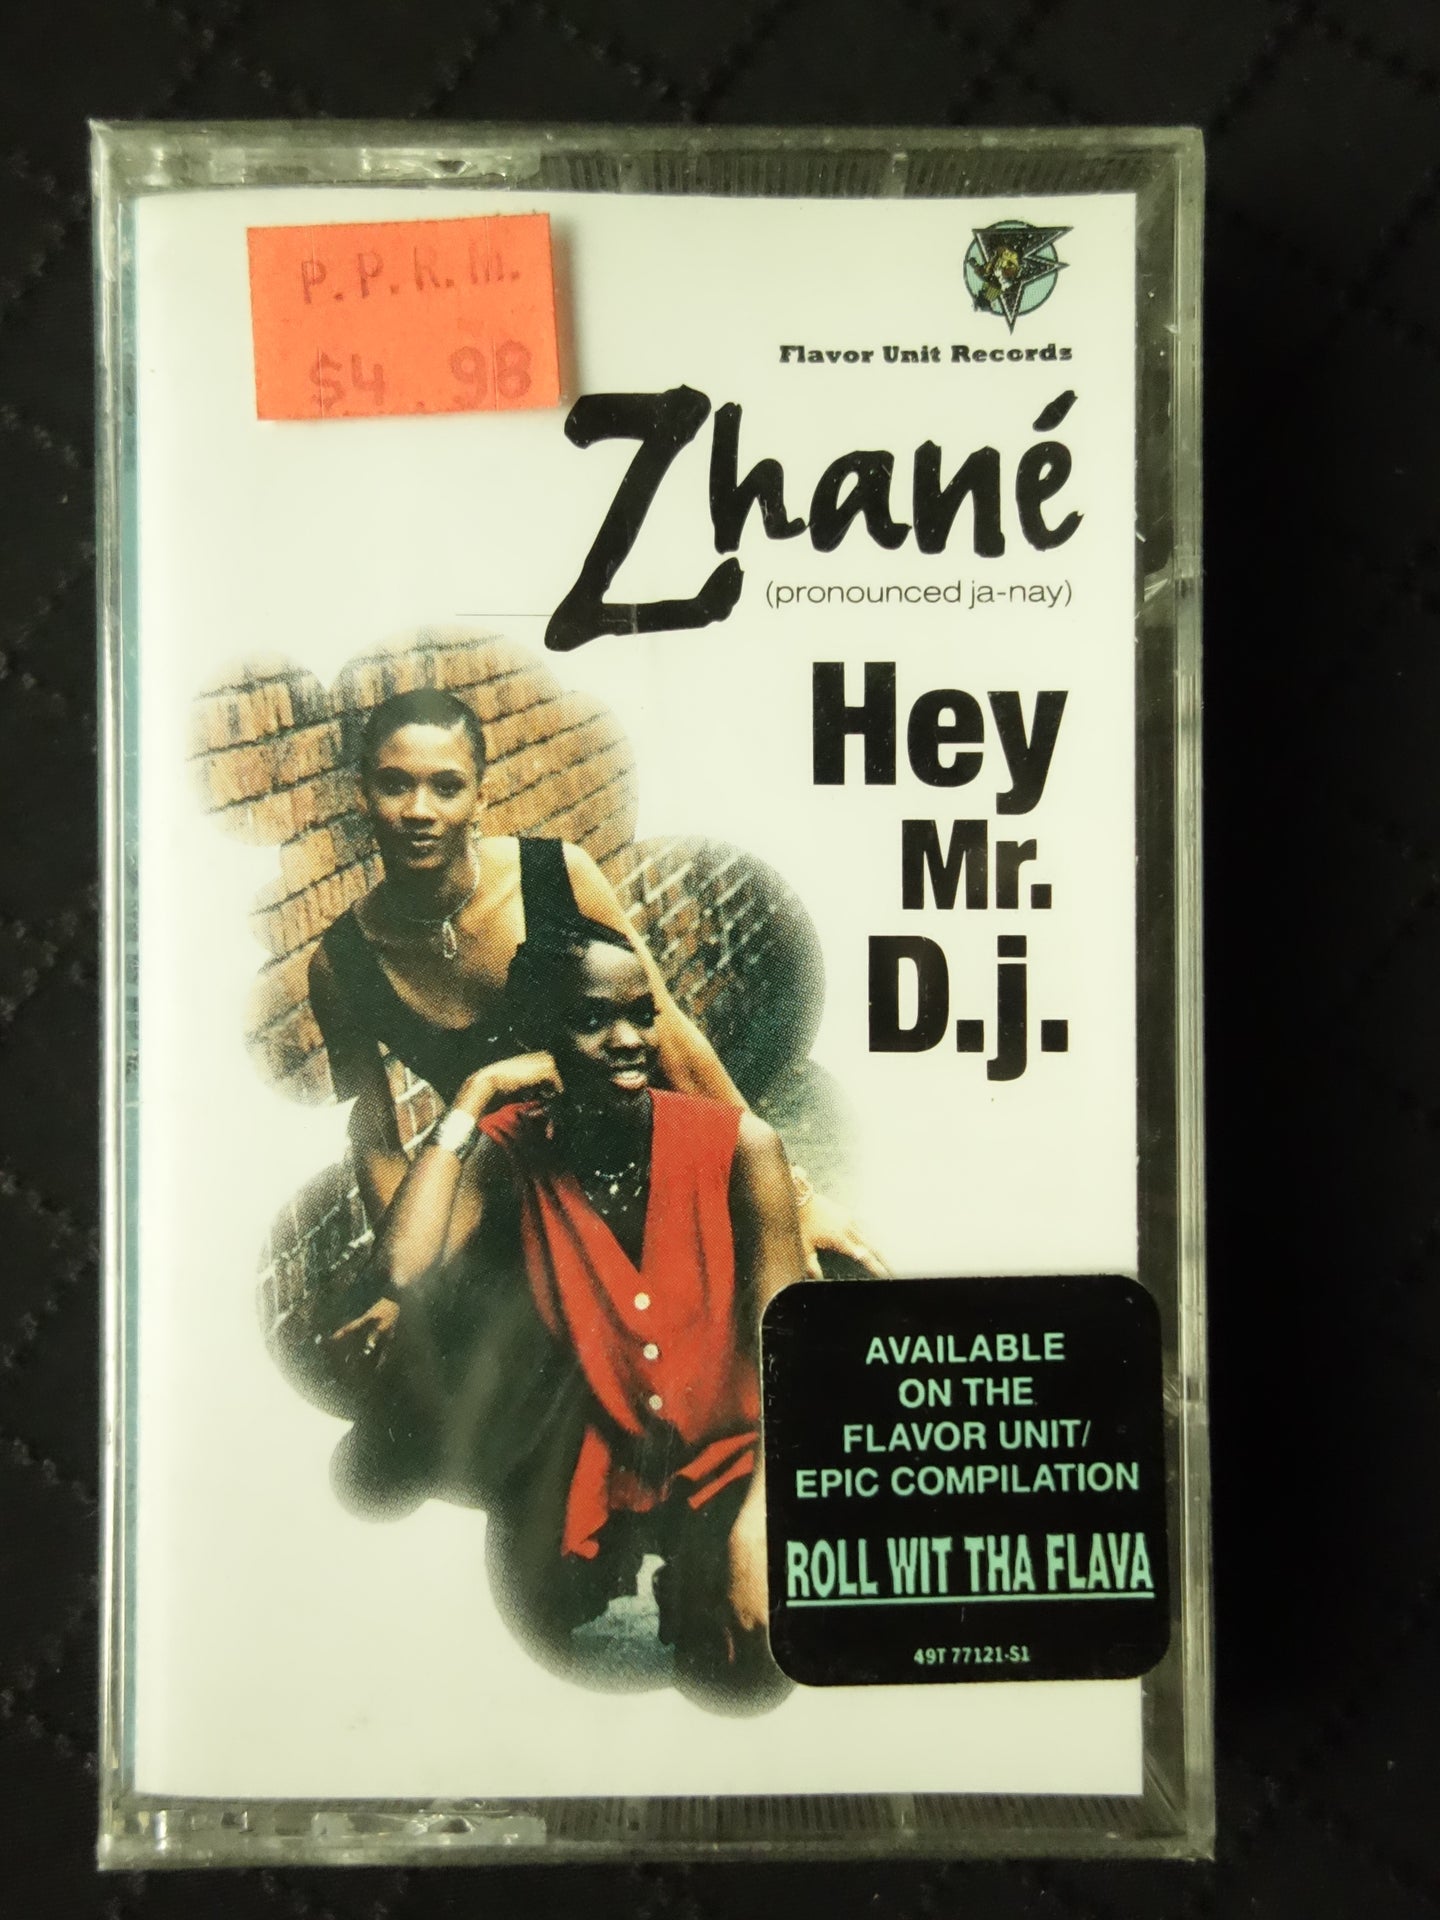 P.P.R.M.
$4.98
Flavor Unit Records
Zhané
(pronounced ja-nay)
Hey
Mr.
D.j.
AVAILABLE
ON THE
FLAVOR UNIT/
EPIC COMPILATION
ROLL WIT THA FLAVA
49T 77121-S1